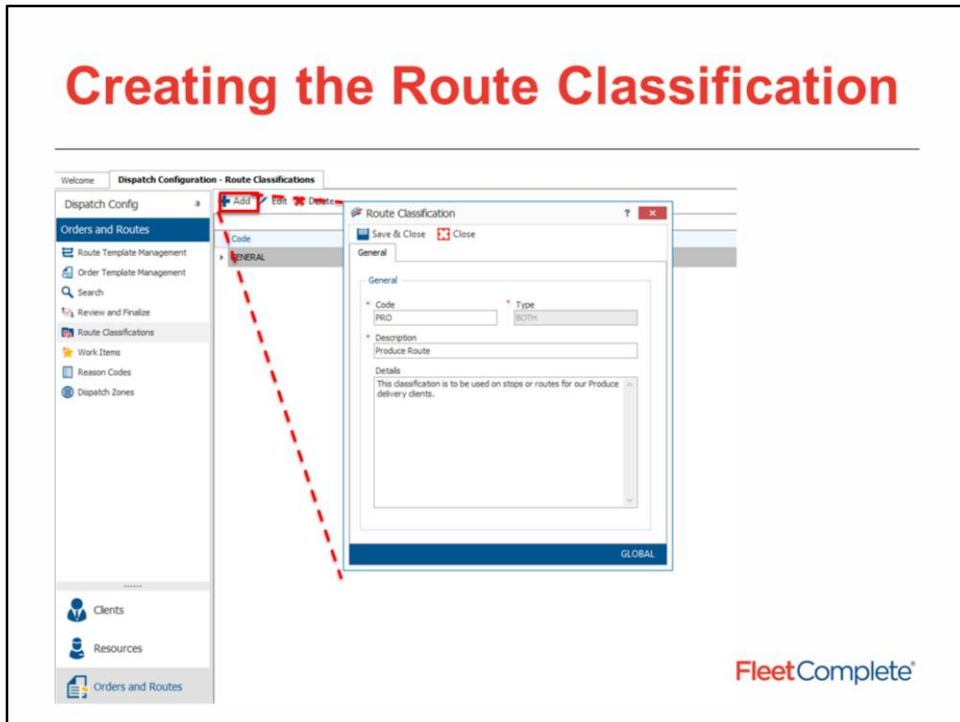 Creating the Route Classification
Welcome
Dispatch Configuration - Route Classifications
Dispatch Config
Add Edit Delete
Orders and Routes
Code
Route Template Management
GENERAL
Order Template Management
Search
Review and Finalize
Route Classifications
Work Items
Reason Codes
Dispatch Zones
Route Classification ?
Save & Close Close
General
General
* Code * Type
PRO BOTH
* Description
Produce Route
Details
This classification is to be used on stops or routes for our Produce
delivery clients.
GLOBAL
Clients
Resources
Orders and Routes
FleetComplete®